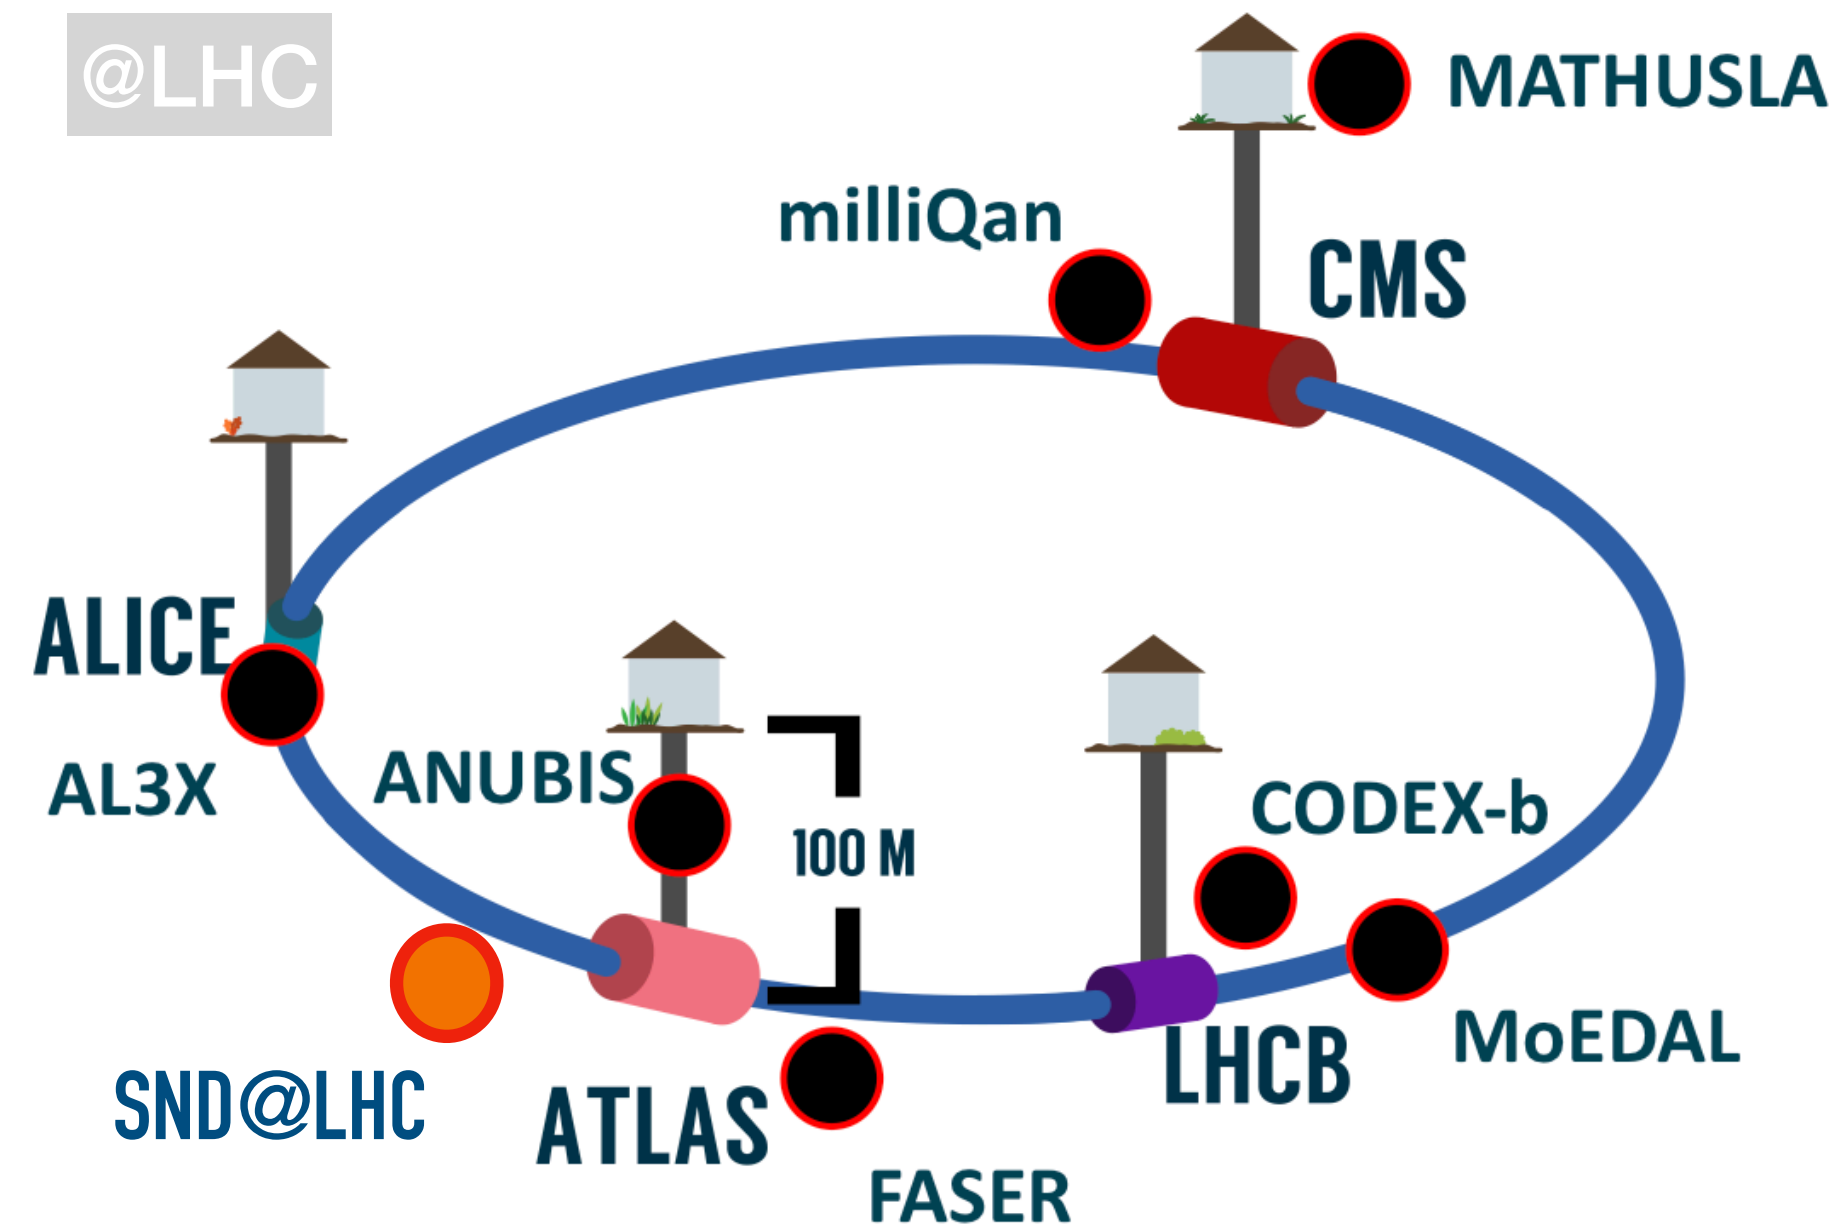 @LHC
MATHUSLA
milliQan
CMS
ALICE
AL3X
ANUBIS
100 M
CODEX-b
MoEDAL
LHCB
SND@LHC
ATLAS
FASER